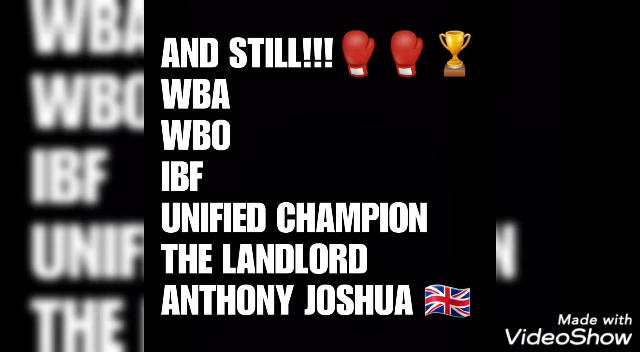 AND STILL!!! 🥊 🥊 🏆
WBA
WBO
IBF
UNIFIED CHAMPION
THE LANDLORD
ANTHONY JOSHUA 🇬🇧
Made with
VideoShow